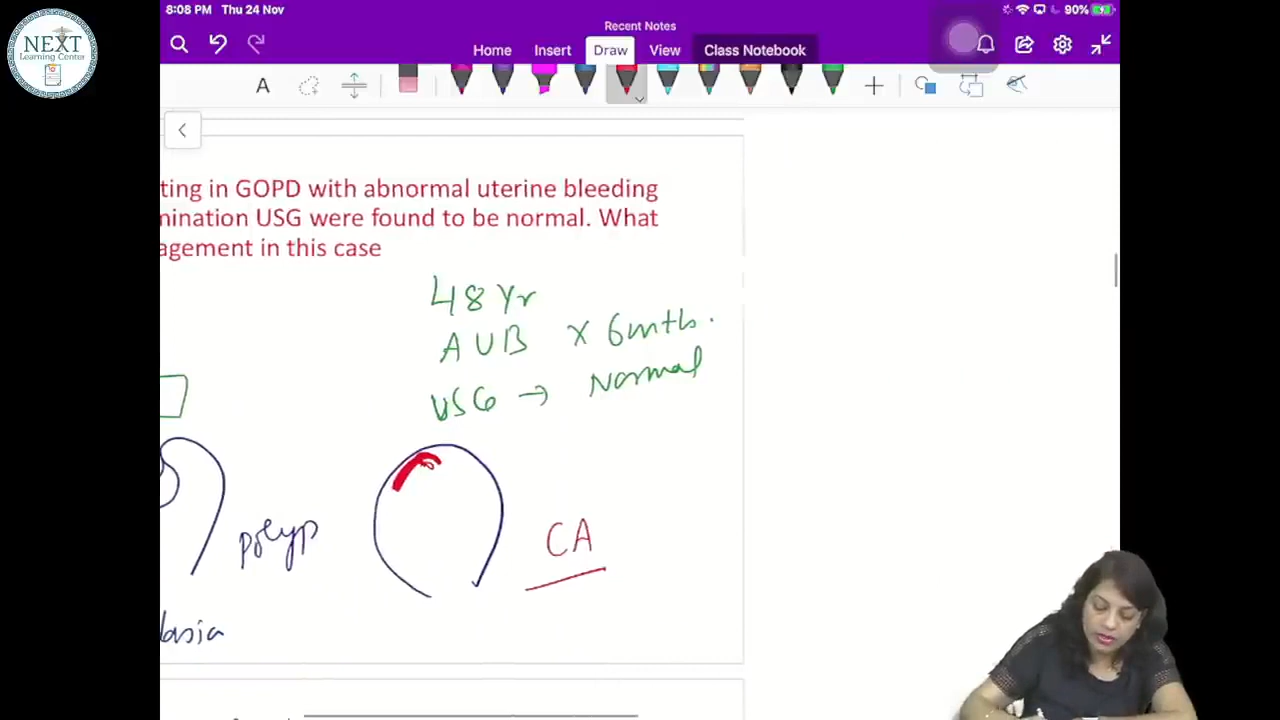 8:08 PM Thu 24 Nov
90%
NEXT
Learning Center
Recent Notes
Home Insert Draw View Class Notebook
A
ting in GOPD with abnormal uterine bleeding
mination USG were found to be normal. What
agement in this case
48 Yr
AUB x 6mths.
USG → Normal
Polyp
CA
lasia